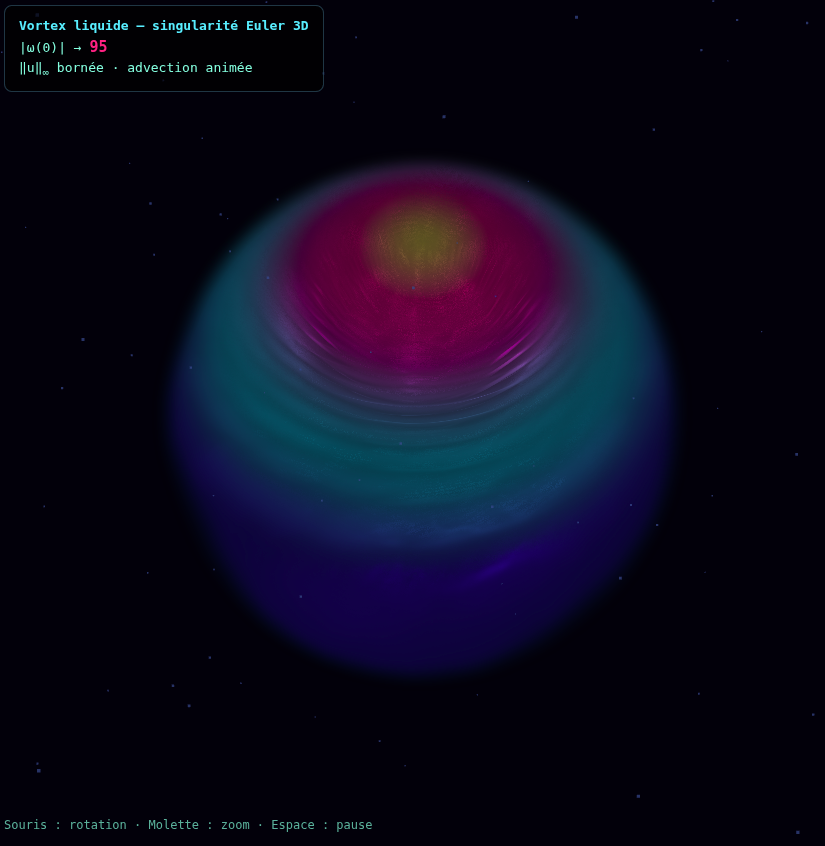 Vortex liquide — singularité Euler 3D
|ω(0)| → 95
‖u‖∞ bornée · advection animée
Souris : rotation · Molette : zoom · Espace : pause